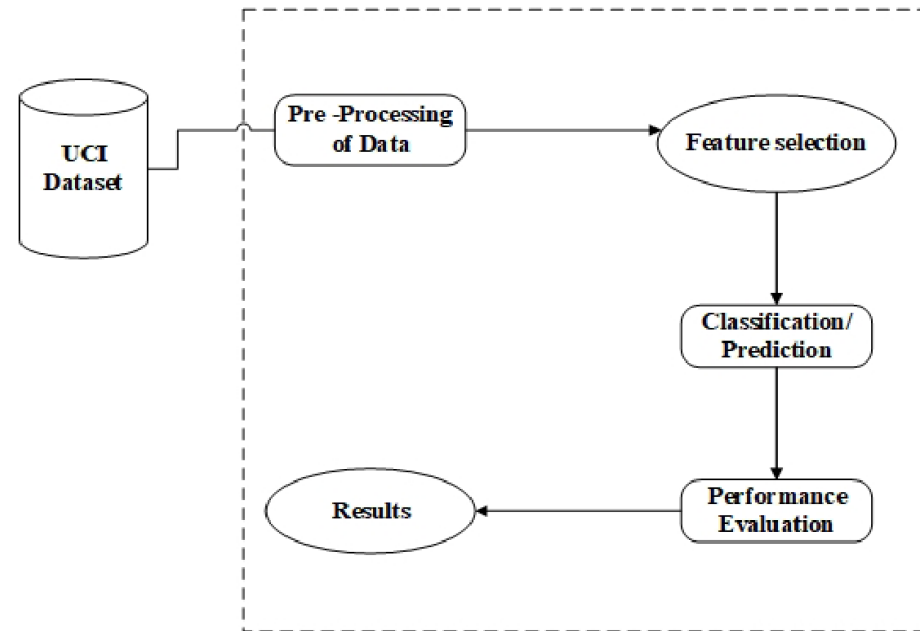 UCI
Dataset
Pre -Processing
of Data
Feature selection
Classification/
Prediction
Performance
Evaluation
Results